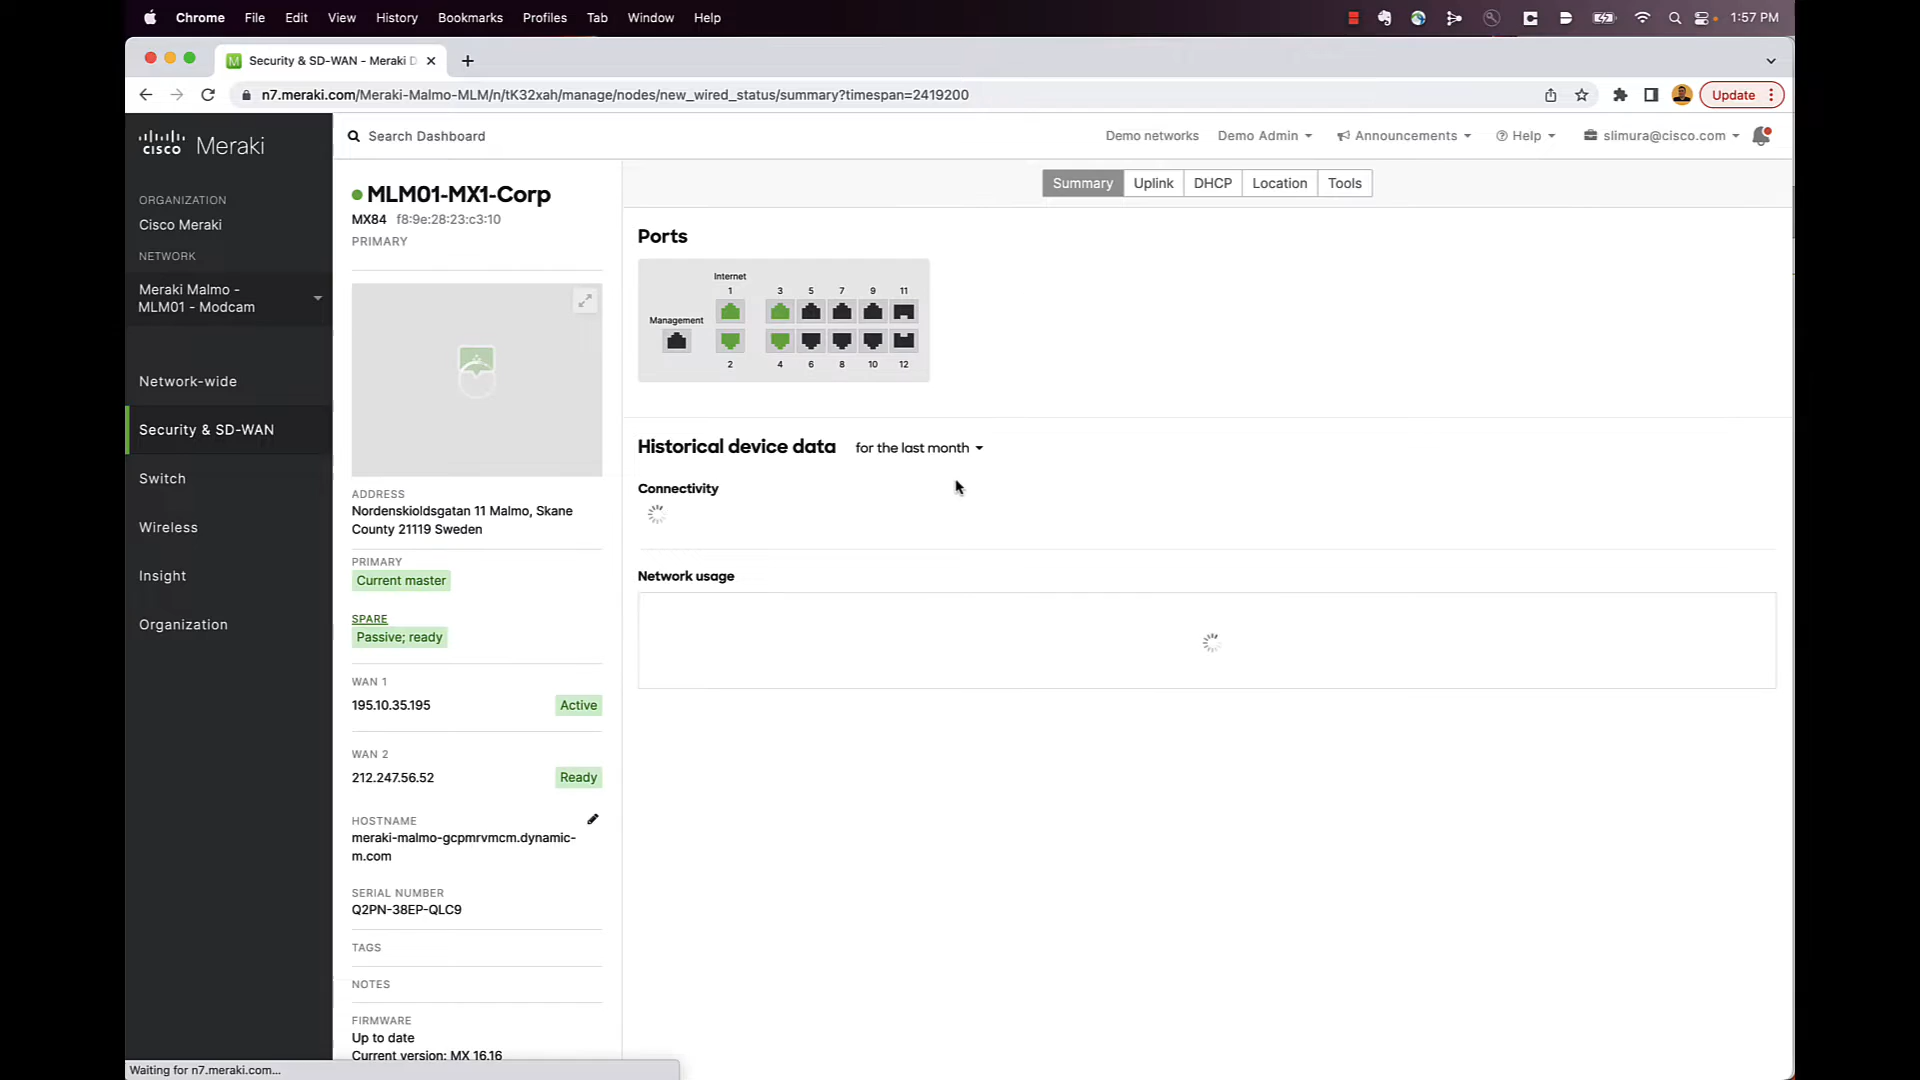 Chrome File Edit View History Bookmarks Profiles Tab Window Help 1:57 PM
Security & SD-WAN - Meraki D
n7.meraki.com/Meraki-Malmo-MLM/n/tK32xah/manage/nodes/new_wired_status/summary?timespan=2419200 Update
cisco Meraki
Search Dashboard Demo networks Demo Admin Announcements Help slimura@cisco.com
ORGANIZATION
Cisco Meraki
NETWORK
Meraki Malmo -
MLM01 - Modcam
Network-wide
Security & SD-WAN
Switch
Wireless
Insight
Organization
MLM01-MX1-Corp
MX84 f8:9e:28:23:c3:10
PRIMARY
ADDRESS
Nordenskioldsgatan 11 Malmo, Skane
County 21119 Sweden
PRIMARY
Current master
SPARE
Passive; ready
WAN 1
195.10.35.195 Active
WAN 2
212.247.56.52 Ready
HOSTNAME
meraki-malmo-gcpmrvmcm.dynamic-
m.com
SERIAL NUMBER
Q2PN-38EP-QLC9
TAGS
NOTES
FIRMWARE
Up to date
Current version: MX 16.16
Summary Uplink DHCP Location Tools
Ports
Internet
1 3 5 7 9 11
Management
2 4 6 8 10 12
Historical device data for the last month
Connectivity
Network usage
Waiting for n7.meraki.com...